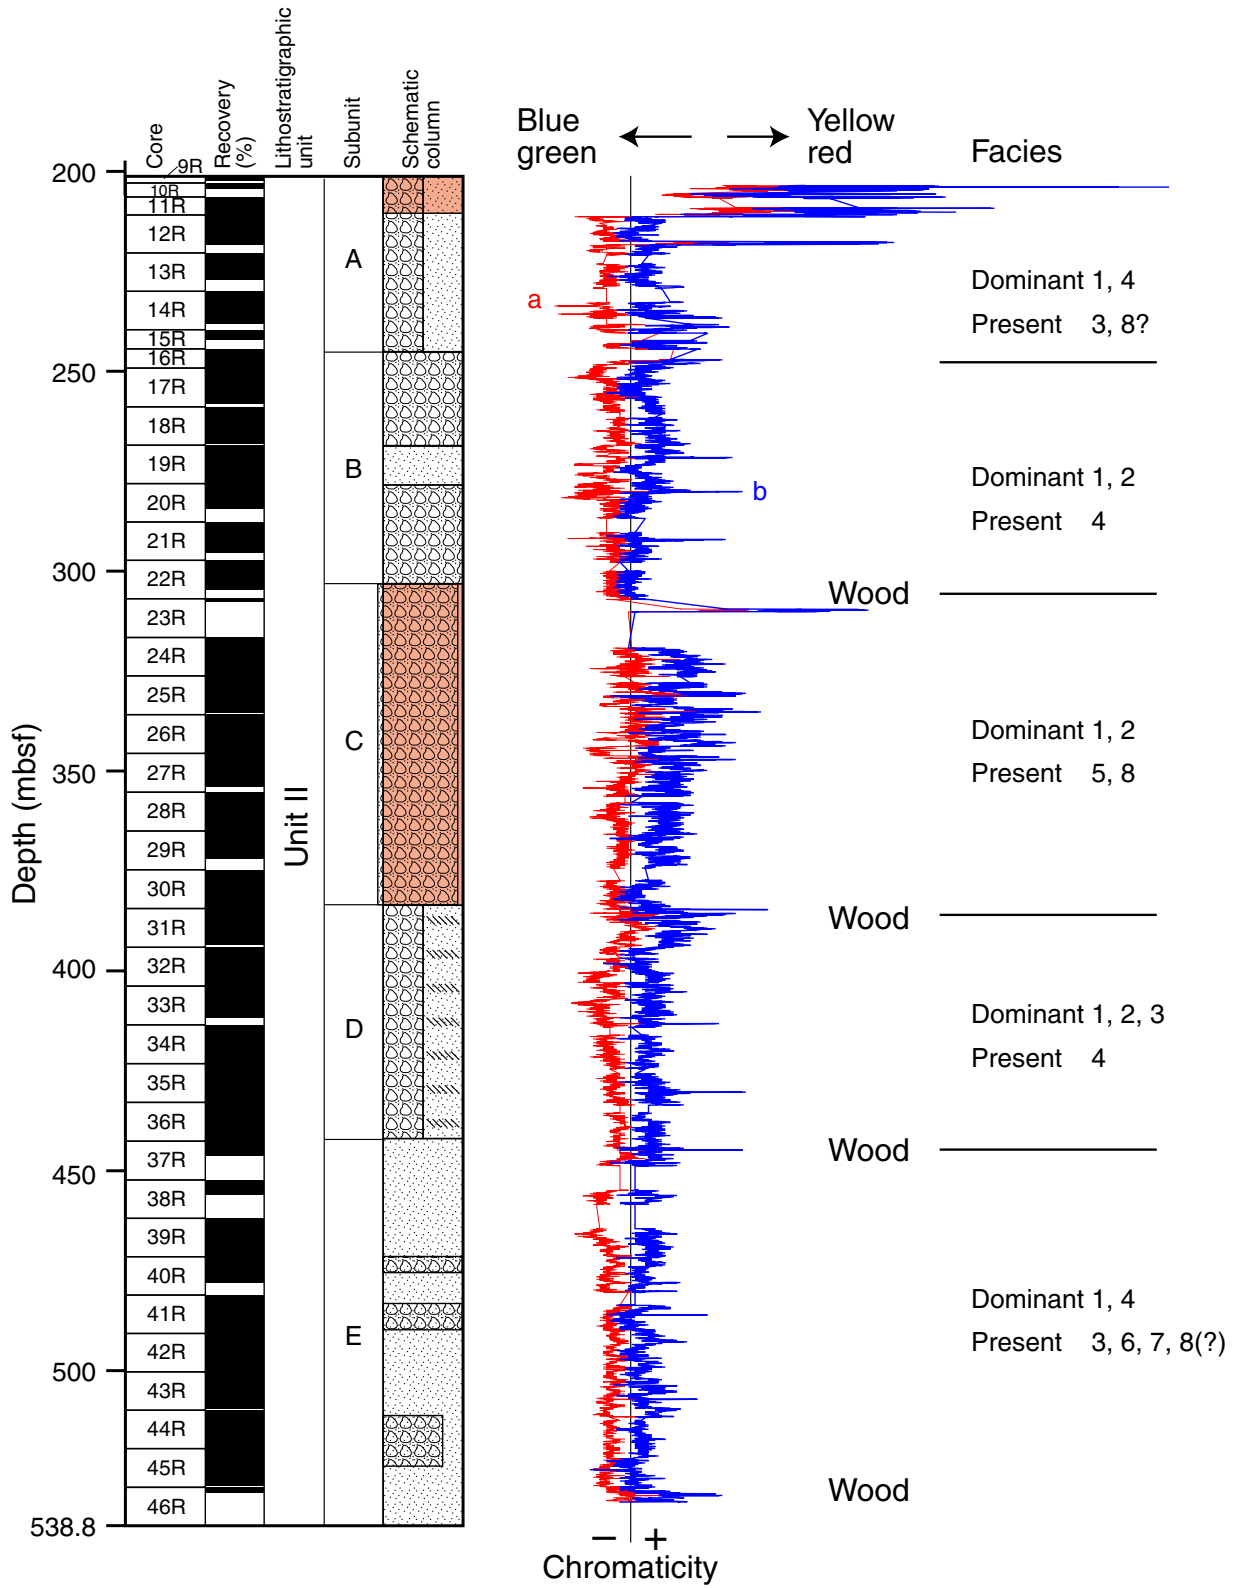 Core
Recovery
(%)
Lithostratigraphic
unit
Subunit
Schematic
column
Blue
green
Yellow
red
Facies
Depth (mbsf)
200
250
300
350
400
450
500
538.8
9R
10R
11R
12R
13R
14R
15R
16R
17R
18R
19R
20R
21R
22R
23R
24R
25R
26R
27R
28R
29R
30R
31R
32R
33R
34R
35R
36R
37R
38R
39R
40R
41R
42R
43R
44R
45R
46R
Unit II
A
B
C
D
E
a
b
Dominant 1, 4
Present 3, 8?
Dominant 1, 2
Present 4
Wood
Dominant 1, 2
Present 5, 8
Wood
Dominant 1, 2, 3
Present 4
Wood
Dominant 1, 4
Present 3, 6, 7, 8(?)
Wood
– +
Chromaticity